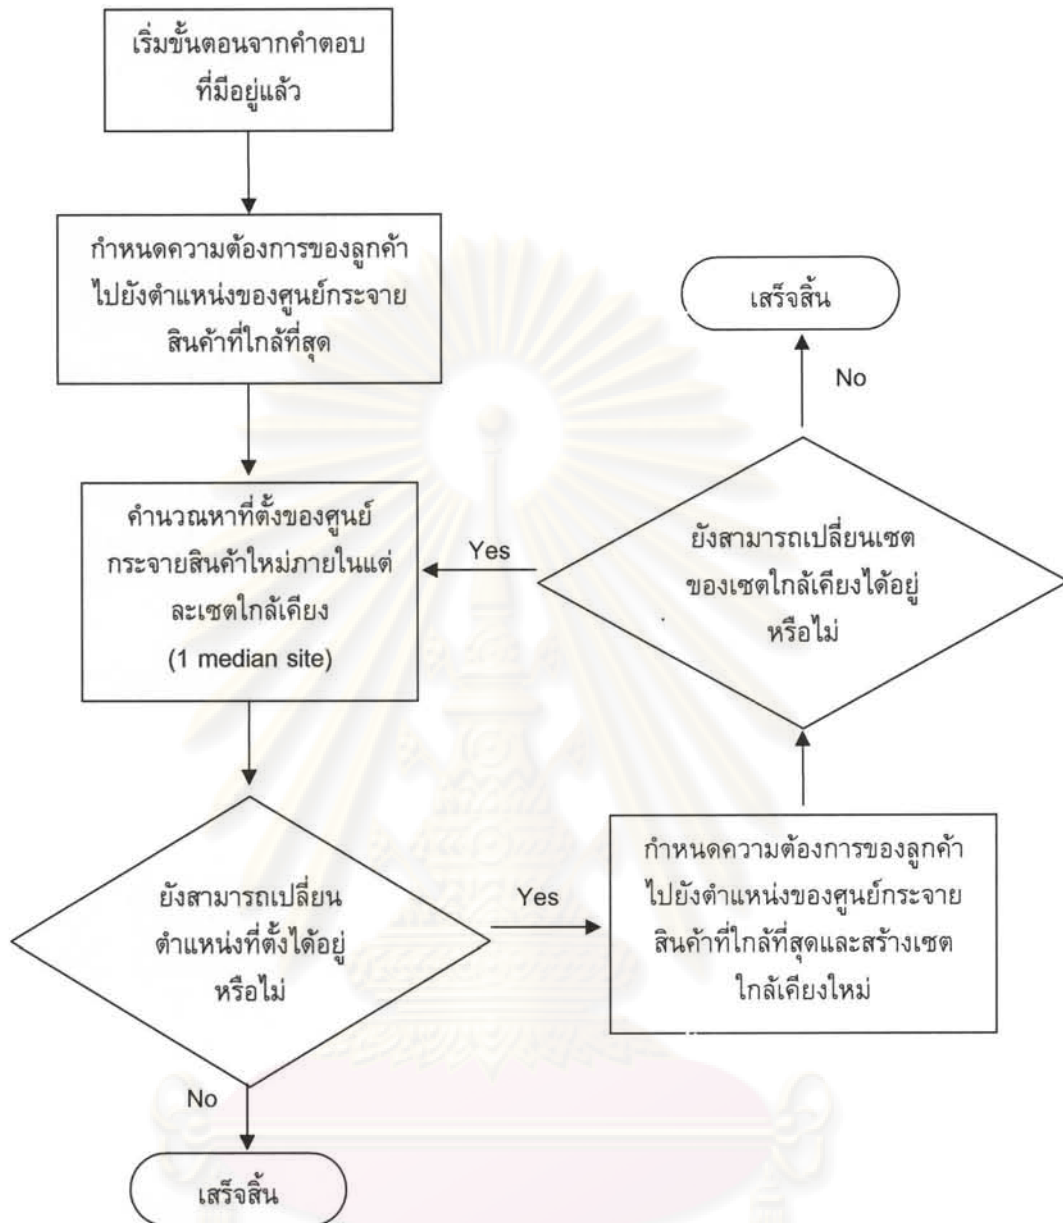 เริ่มขั้นตอนจากคำตอบ
ที่มีอยู่แล้ว
กำหนดความต้องการของลูกค้า
ไปยังตำแหน่งของศูนย์กระจาย
สินค้าที่ใกล้ที่สุด
คำนวณหาที่ตั้งของศูนย์
กระจายสินค้าใหม่ภายในแต่
ละเซตใกล้เคียง
(1 median site)
ยังสามารถเปลี่ยน
ตำแหน่งที่ตั้งได้อยู่
หรือไม่
No
เสร็จสิ้น
Yes
กำหนดความต้องการของลูกค้า
ไปยังตำแหน่งของศูนย์กระจาย
สินค้าที่ใกล้ที่สุดและสร้างเซต
ใกล้เคียงใหม่
ยังสามารถเปลี่ยนเซต
ของเซตใกล้เคียงได้อยู่
หรือไม่
Yes
No
เสร็จสิ้น